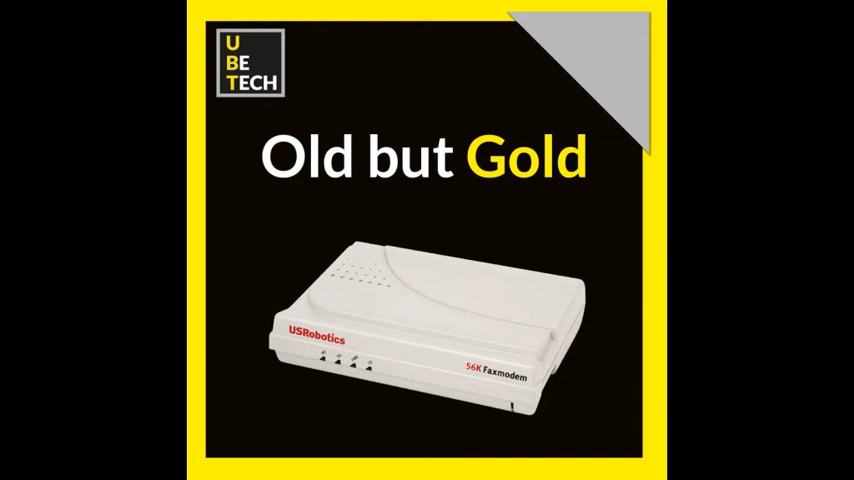 U
BE
TECH
Old but Gold
USRobotics
56K Faxmodem